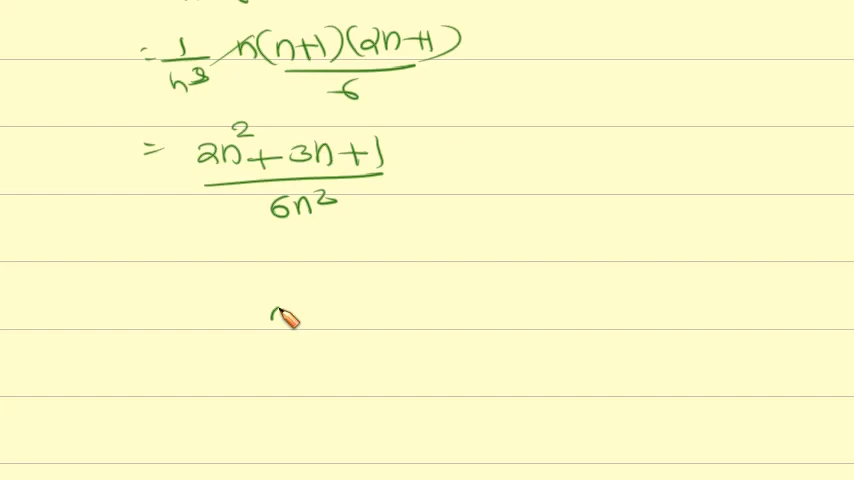 = 1/n³ n(n+1)(2n+1)/6
= 2n²+3n+1/6n²